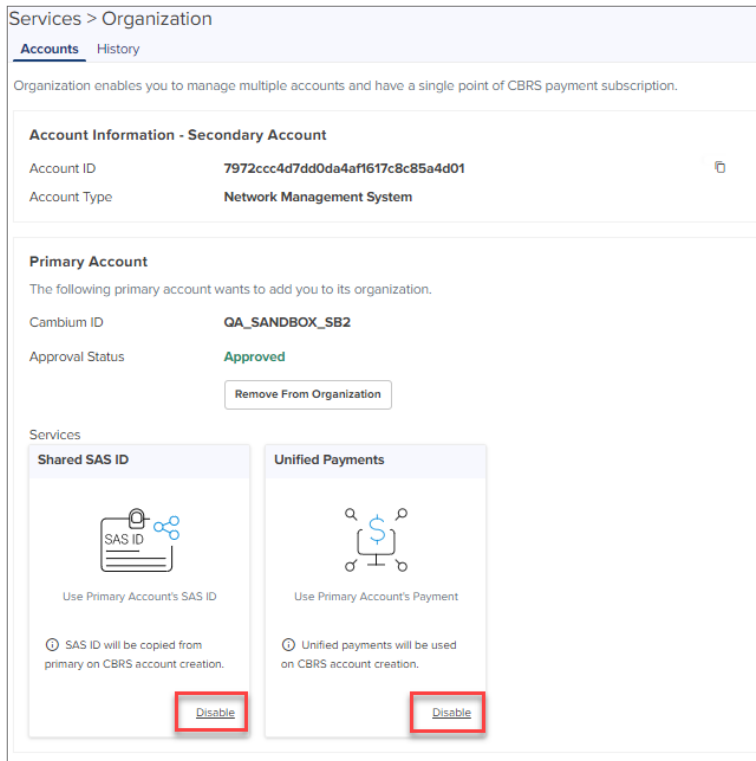 Services > Organization
Accounts History
Organization enables you to manage multiple accounts and have a single point of CBRS payment subscription.
Account Information - Secondary Account
Account ID 7972ccc4d7dd0da4af1617c8c85a4d01
Account Type Network Management System
Primary Account
The following primary account wants to add you to its organization.
Cambium ID QA_SANDBOX_SB2
Approval Status Approved
Remove From Organization
Services
Shared SAS ID
SAS ID
Use Primary Account's SAS ID
SAS ID will be copied from
primary on CBRS account creation.
Disable
Unified Payments
$
Use Primary Account's Payment
Unified payments will be used
on CBRS account creation.
Disable